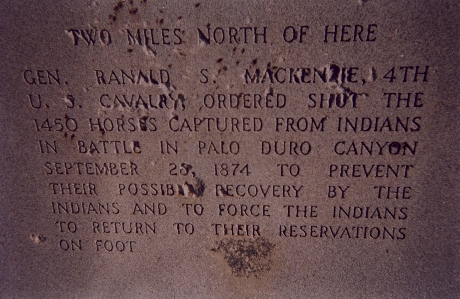 TWO MILES NORTH OF HERE
GEN. RANALD S. MACKENZIE, 4TH
U. S. CAVALRY, ORDERED SHOT THE
1450 HORSES CAPTURED FROM INDIANS
IN BATTLE IN PALO DURO CANYON
SEPTEMBER 28, 1874 TO PREVENT
THEIR POSSIBLE RECOVERY BY THE
INDIANS AND TO FORCE THE INDIANS
TO RETURN TO THEIR RESERVATIONS
ON FOOT